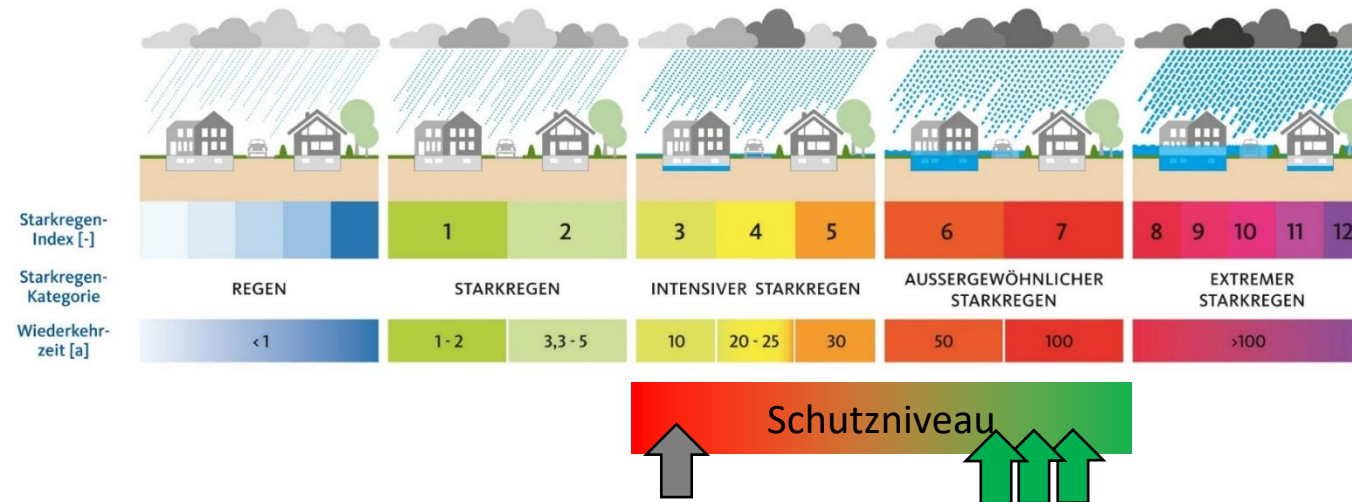 Starkregen-
Index [-]
1
2
3
4
5
6
7
8
9
10
11
12
Starkregen-
Kategorie
REGEN
STARKREGEN
INTENSIVER STARKREGEN
AUSSERGEWÖHNLICHER
STARKREGEN
EXTREMER
STARKREGEN
Wiederkehr-
zeit [a]
<1
1 - 2
3,3 - 5
10
20 - 25
30
50
100
>100
Schutzniveau